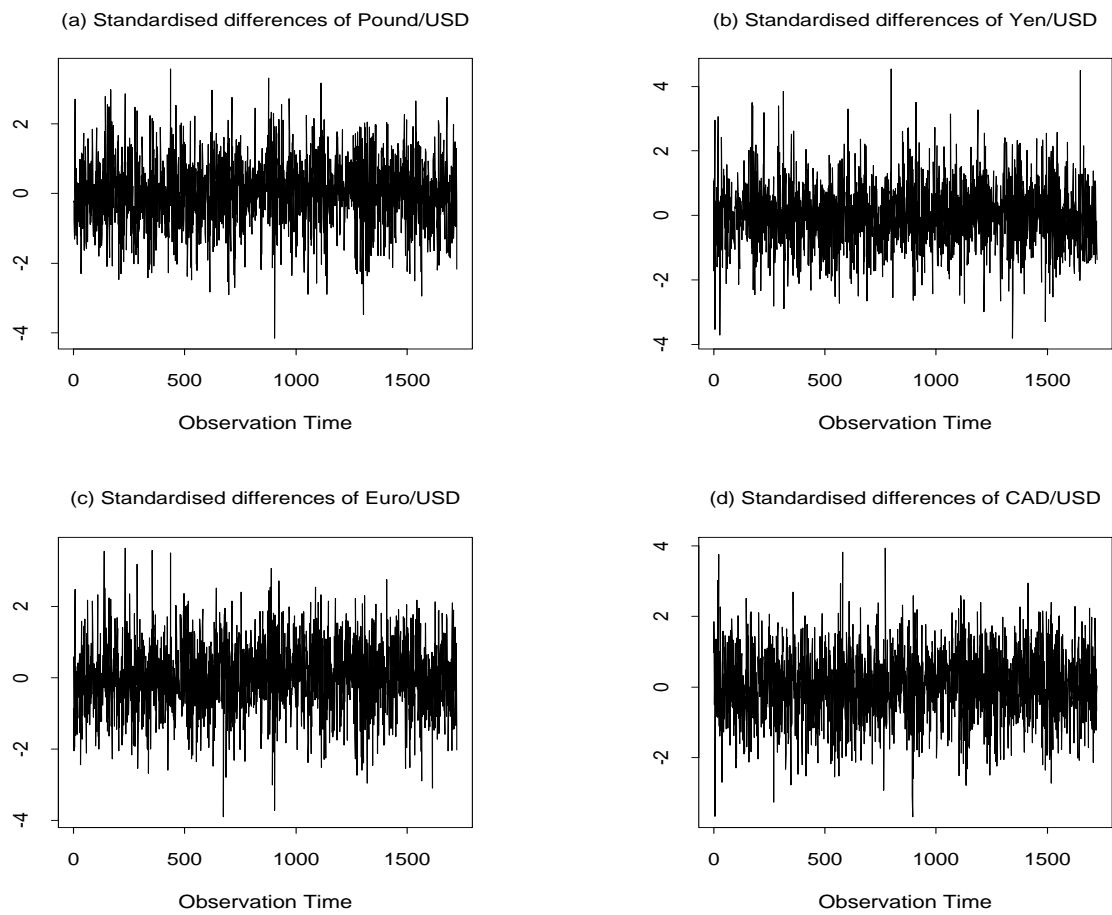 (a) Standardised differences of Pound/USD
2
0
-2
-4
0 500 1000 1500
Observation Time
(b) Standardised differences of Yen/USD
4
2
0
-2
-4
0 500 1000 1500
Observation Time
(c) Standardised differences of Euro/USD
2
0
-2
-4
0 500 1000 1500
Observation Time
(d) Standardised differences of CAD/USD
4
2
0
-2
0 500 1000 1500
Observation Time